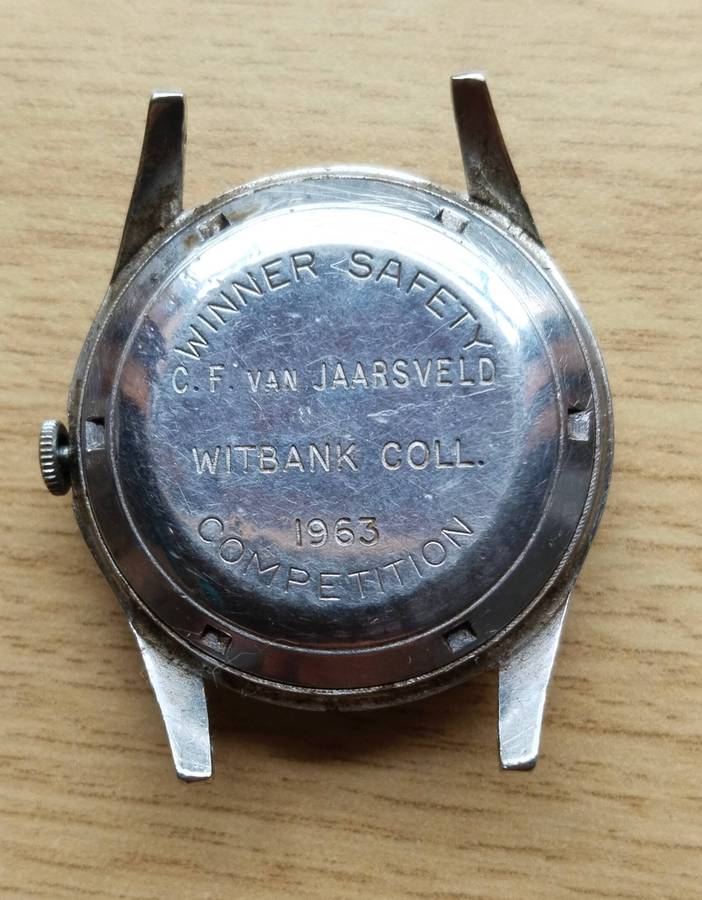 WINNER SAFETY
C. F. VAN JAARSVELD
WITBANK COLL.
1963
COMPETITION